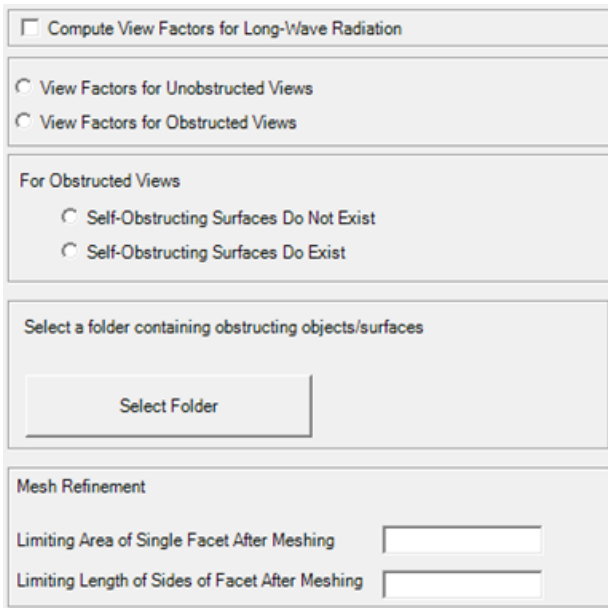 Compute View Factors for Long-Wave Radiation
View Factors for Unobstructed Views
View Factors for Obstructed Views
For Obstructed Views
Self-Obstructing Surfaces Do Not Exist
Self-Obstructing Surfaces Do Exist
Select a folder containing obstructing objects/surfaces
Select Folder
Mesh Refinement
Limiting Area of Single Facet After Meshing
Limiting Length of Sides of Facet After Meshing